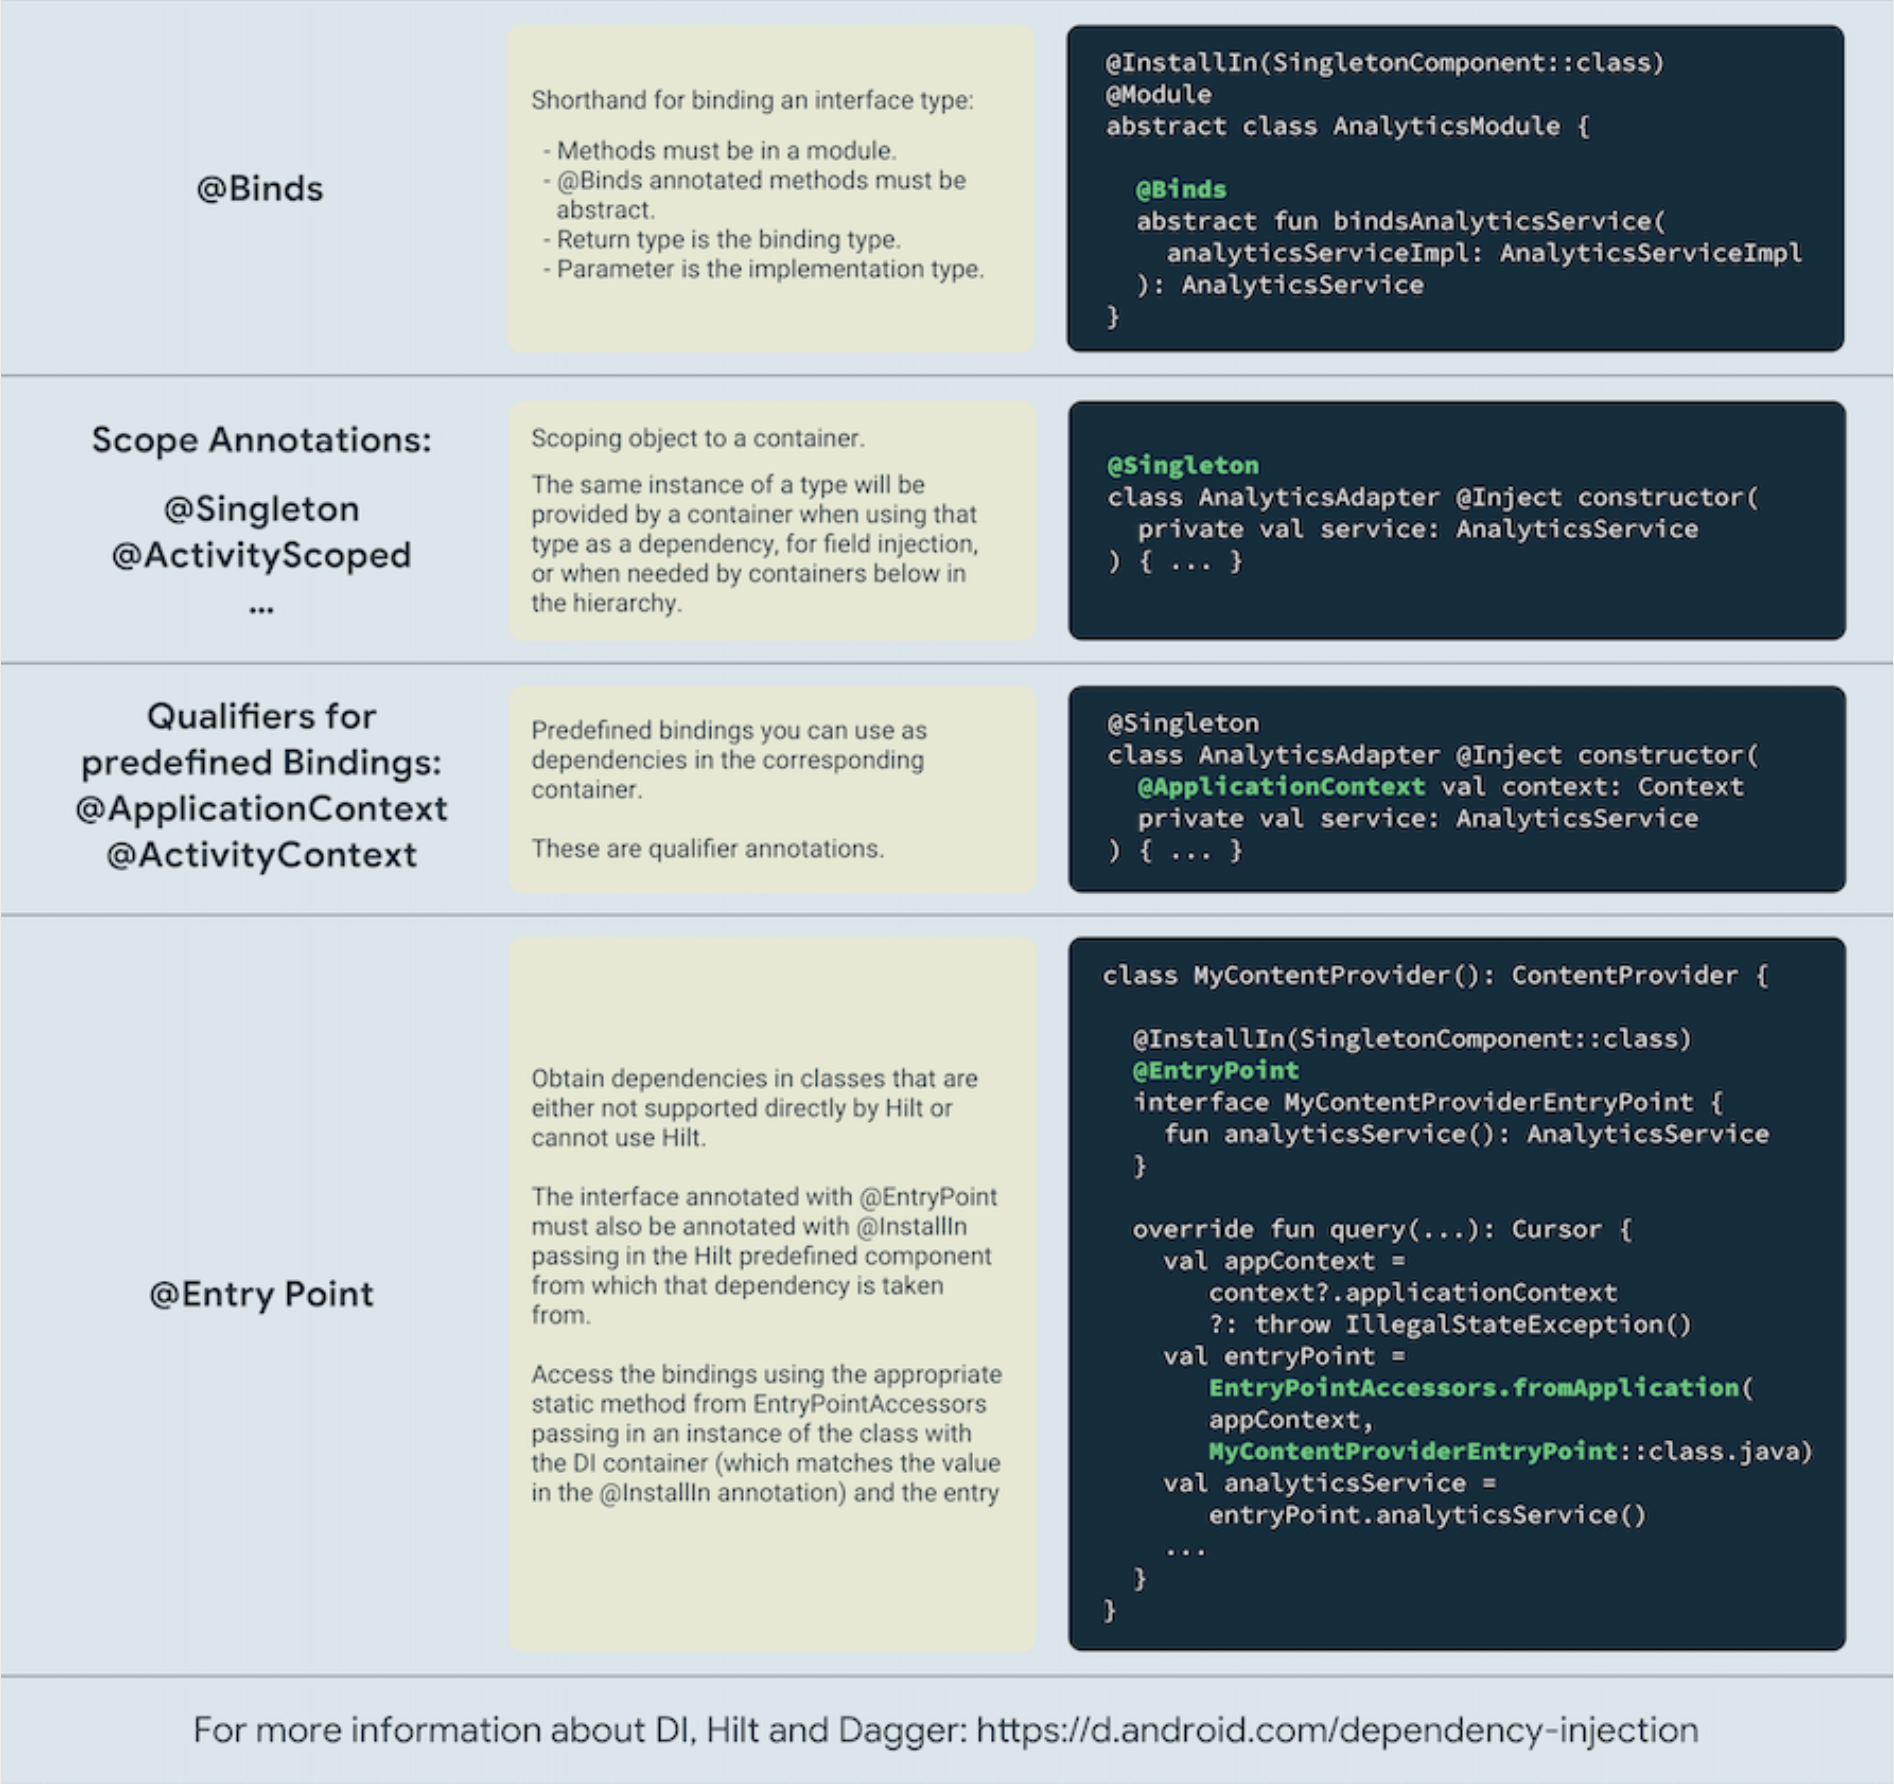 @Binds
Shorthand for binding an interface type:
- Methods must be in a module.
- @Binds annotated methods must be
abstract.
- Return type is the binding type.
- Parameter is the implementation type.
@InstallIn(SingletonComponent::class)
@Module
abstract class AnalyticsModule {
@Binds
abstract fun bindsAnalyticsService(
analyticsServiceImpl: AnalyticsServiceImpl
): AnalyticsService
}
Scope Annotations:
@Singleton
@ActivityScoped
...
Scoping object to a container.
The same instance of a type will be
provided by a container when using that
type as a dependency, for field injection,
or when needed by containers below in
the hierarchy.
@Singleton
class AnalyticsAdapter @Inject constructor(
private val service: AnalyticsService
) { ... }
Qualifiers for
predefined Bindings:
@ApplicationContext
@ActivityContext
Predefined bindings you can use as
dependencies in the corresponding
container.
These are qualifier annotations.
@Singleton
class AnalyticsAdapter @Inject constructor(
@ApplicationContext val context: Context
private val service: AnalyticsService
) { ... }
@Entry Point
Obtain dependencies in classes that are
either not supported directly by Hilt or
cannot use Hilt.
The interface annotated with @EntryPoint
must also be annotated with @InstallIn
passing in the Hilt predefined component
from which that dependency is taken
from.
Access the bindings using the appropriate
static method from EntryPointAccessors
passing in an instance of the class with
the DI container (which matches the value
in the @InstallIn annotation) and the entry
class MyContentProvider(): ContentProvider {
@InstallIn(SingletonComponent::class)
@EntryPoint
interface MyContentProviderEntryPoint {
fun analyticsService(): AnalyticsService
}
override fun query(...): Cursor {
val appContext =
context?.applicationContext
?: throw IllegalStateException()
val entryPoint =
EntryPointAccessors.fromApplication(
appContext,
MyContentProviderEntryPoint::class.java)
val analyticsService =
entryPoint.analyticsService()
...
}
}
For more information about DI, Hilt and Dagger: https://d.android.com/dependency-injection